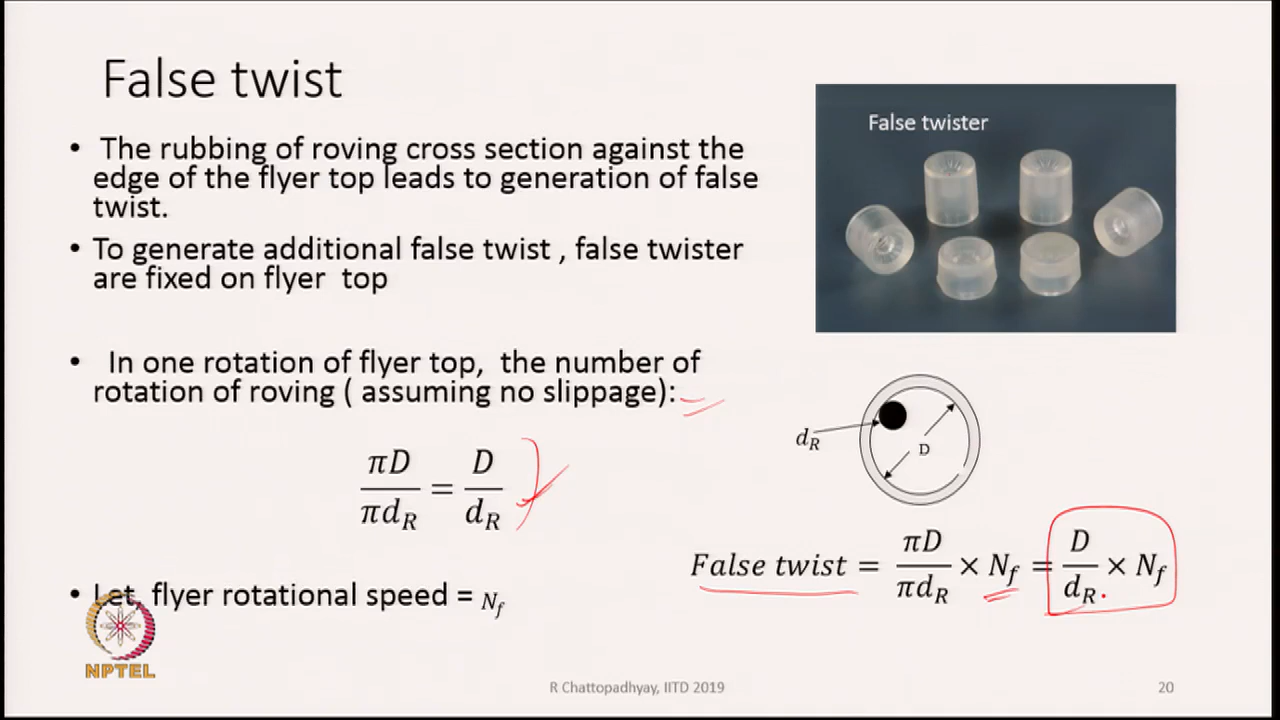 False twist
• The rubbing of roving cross section against the
edge of the flyer top leads to generation of false
twist.
• To generate additional false twist , false twister
are fixed on flyer top
• In one rotation of flyer top, the number of
rotation of roving ( assuming no slippage):
πD/πd_R = D/d_R
• Let, flyer rotational speed = N_f
False twister
d_R
D
False twist = πD/πd_R × N_f = D/d_R × N_f
NPTEL
R Chattopadhyay, IITD 2019
20